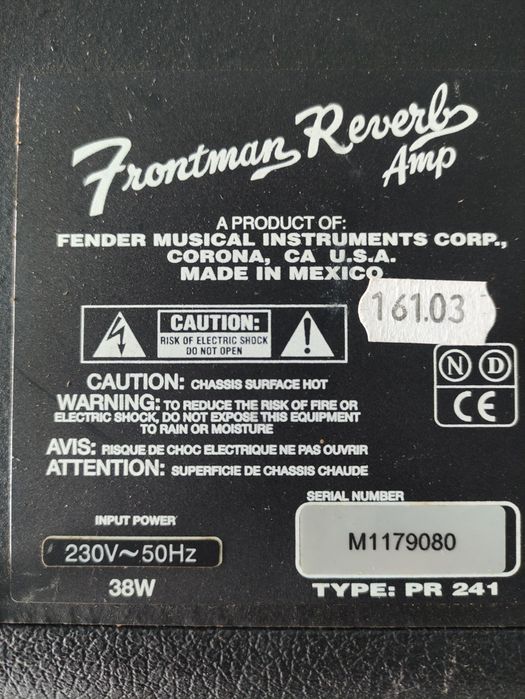 Frontman Reverb
Amp
A PRODUCT OF:
FENDER MUSICAL INSTRUMENTS CORP.,
CORONA, CA U.S.A.
MADE IN MEXICO
161.03
CAUTION:
RISK OF ELECTRIC SHOCK
DO NOT OPEN
N D
CE
CAUTION: CHASSIS SURFACE HOT
WARNING: TO REDUCE THE RISK OF FIRE OR
ELECTRIC SHOCK, DO NOT EXPOSE THIS EQUIPMENT
TO RAIN OR MOISTURE
AVIS: RISQUE DE CHOC ELECTRIQUE NE PAS OUVRIR
ATTENTION: SUPERFICIE DE CHASSIS CHAUDE
SERIAL NUMBER
INPUT POWER
M1179080
230V~50Hz
38W
TYPE: PR 241